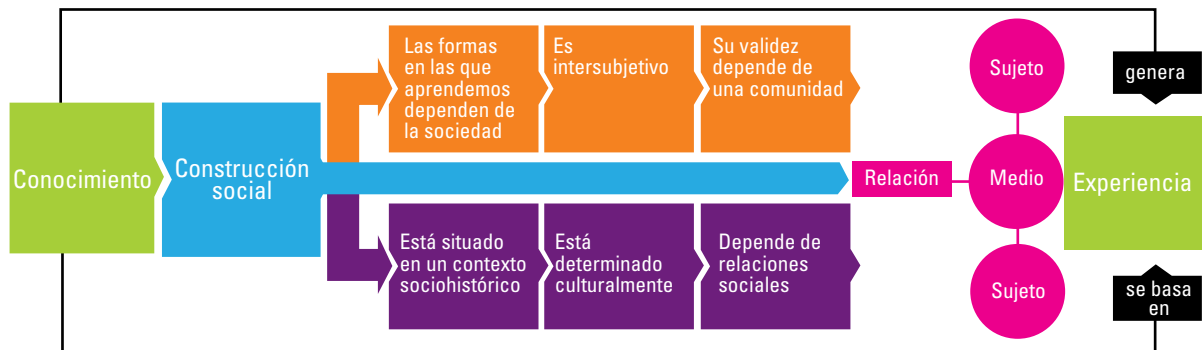 Conocimiento
Construcción
social
Las formas
en las que
aprendemos
dependen de
la sociedad
Es
intersubjetivo
Su validez
depende de
una comunidad
Está situado
en un contexto
sociohistórico
Está
determinado
culturalmente
Depende de
relaciones
sociales
Relación
Sujeto
Medio
Sujeto
genera
Experiencia
se basa
en